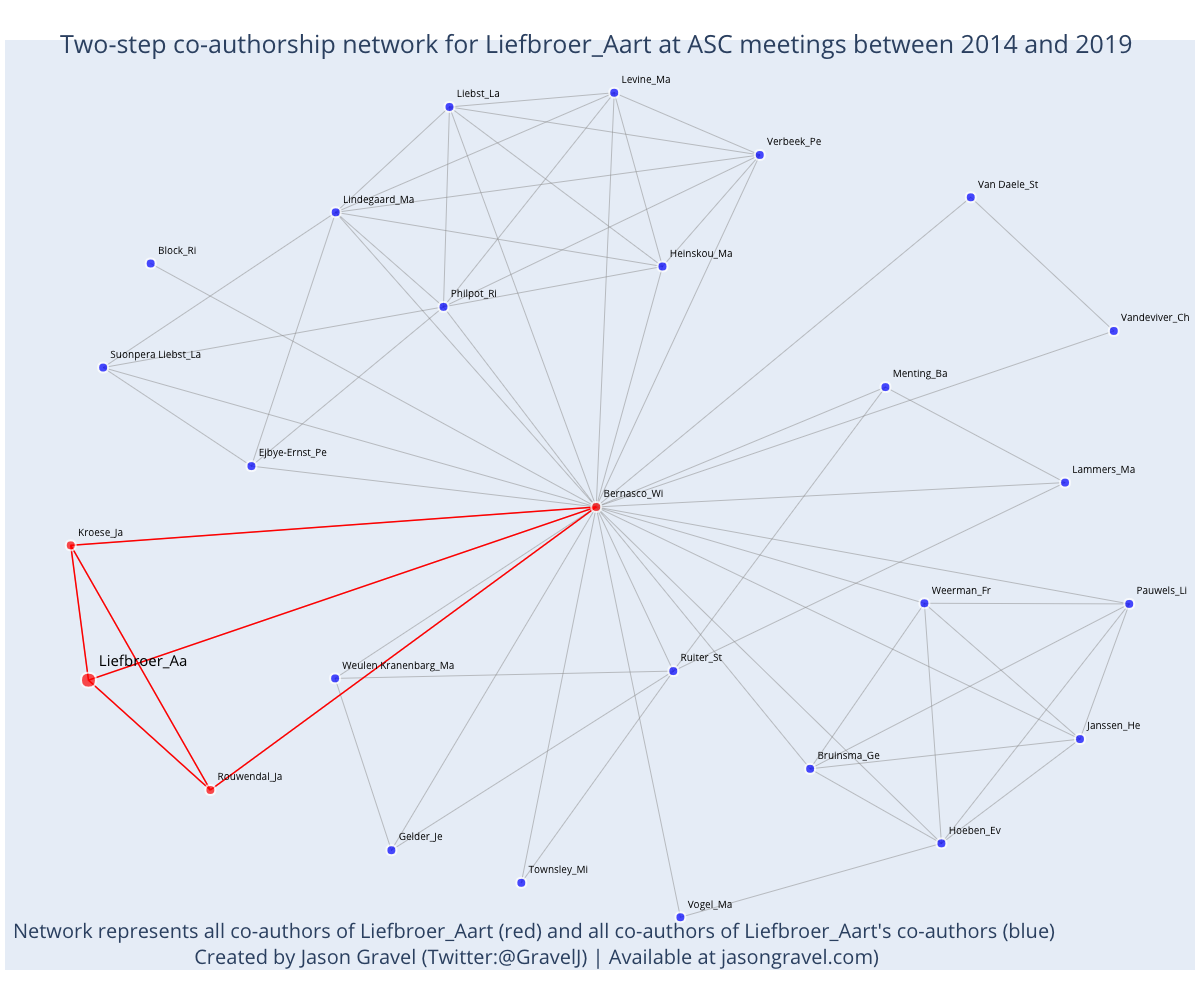 Two-step co-authorship network for Liefbroer_Aart at ASC meetings between 2014 and 2019
Levine_Ma
Liebst_La
Verbeek_Pe
Van Daele_St
Lindegaard_Ma
Block_Ri
Heinskou_Ma
Philpot_Ri
Vandeviver_Ch
Suonpera Liebst_La
Menting_Ba
Ejbye-Ernst_Pe
Lammers_Ma
Bernasco_Wi
Kroese_Ja
Weerman_Fr
Pauwels_Li
Liefbroer_Aa
Weulen Kranenbarg_Ma
Ruiter_St
Janssen_He
Bruinsma_Ge
Rouwendal_Ja
Hoeben_Ev
Gelder_Je
Townsley_Mi
Vogel_Ma
Network represents all co-authors of Liefbroer_Aart (red) and all co-authors of Liefbroer_Aart's co-authors (blue)
Created by Jason Gravel (Twitter:@GravelJ) | Available at jasongravel.com)